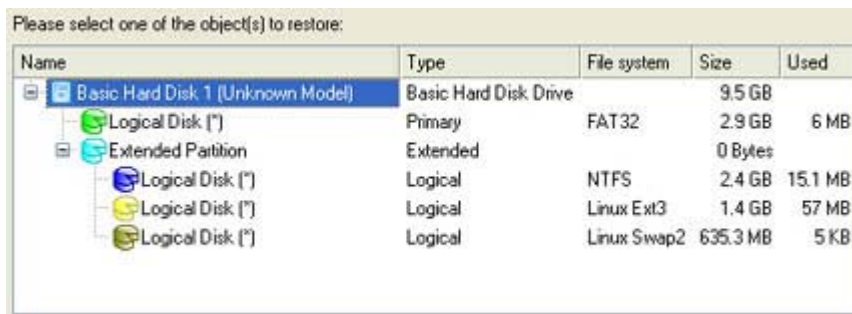 Please select one of the object(s) to restore:
Name Type File system Size Used
Basic Hard Disk 1 (Unknown Model) Basic Hard Disk Drive 9.5 GB
Logical Disk (*) Primary FAT32 2.9 GB 6 MB
Extended Partition Extended 0 Bytes
Logical Disk (*) Logical NTFS 2.4 GB 15.1 MB
Logical Disk (*) Logical Linux Ext3 1.4 GB 57 MB
Logical Disk (*) Logical Linux Swap2 635.3 MB 5 KB